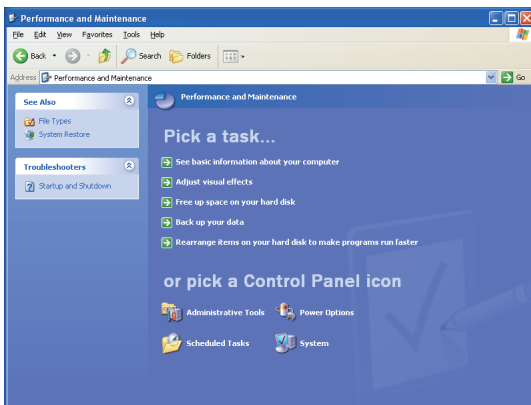 Performance and Maintenance
File Edit View Favorites Tools Help
Back Search Folders
Address Performance and Maintenance Go
See Also
File Types
System Restore
Troubleshooters
Startup and Shutdown
Performance and Maintenance
Pick a task...
See basic information about your computer
Adjust visual effects
Free up space on your hard disk
Back up your data
Rearrange items on your hard disk to make programs run faster
or pick a Control Panel icon
Administrative Tools Power Options
Scheduled Tasks System